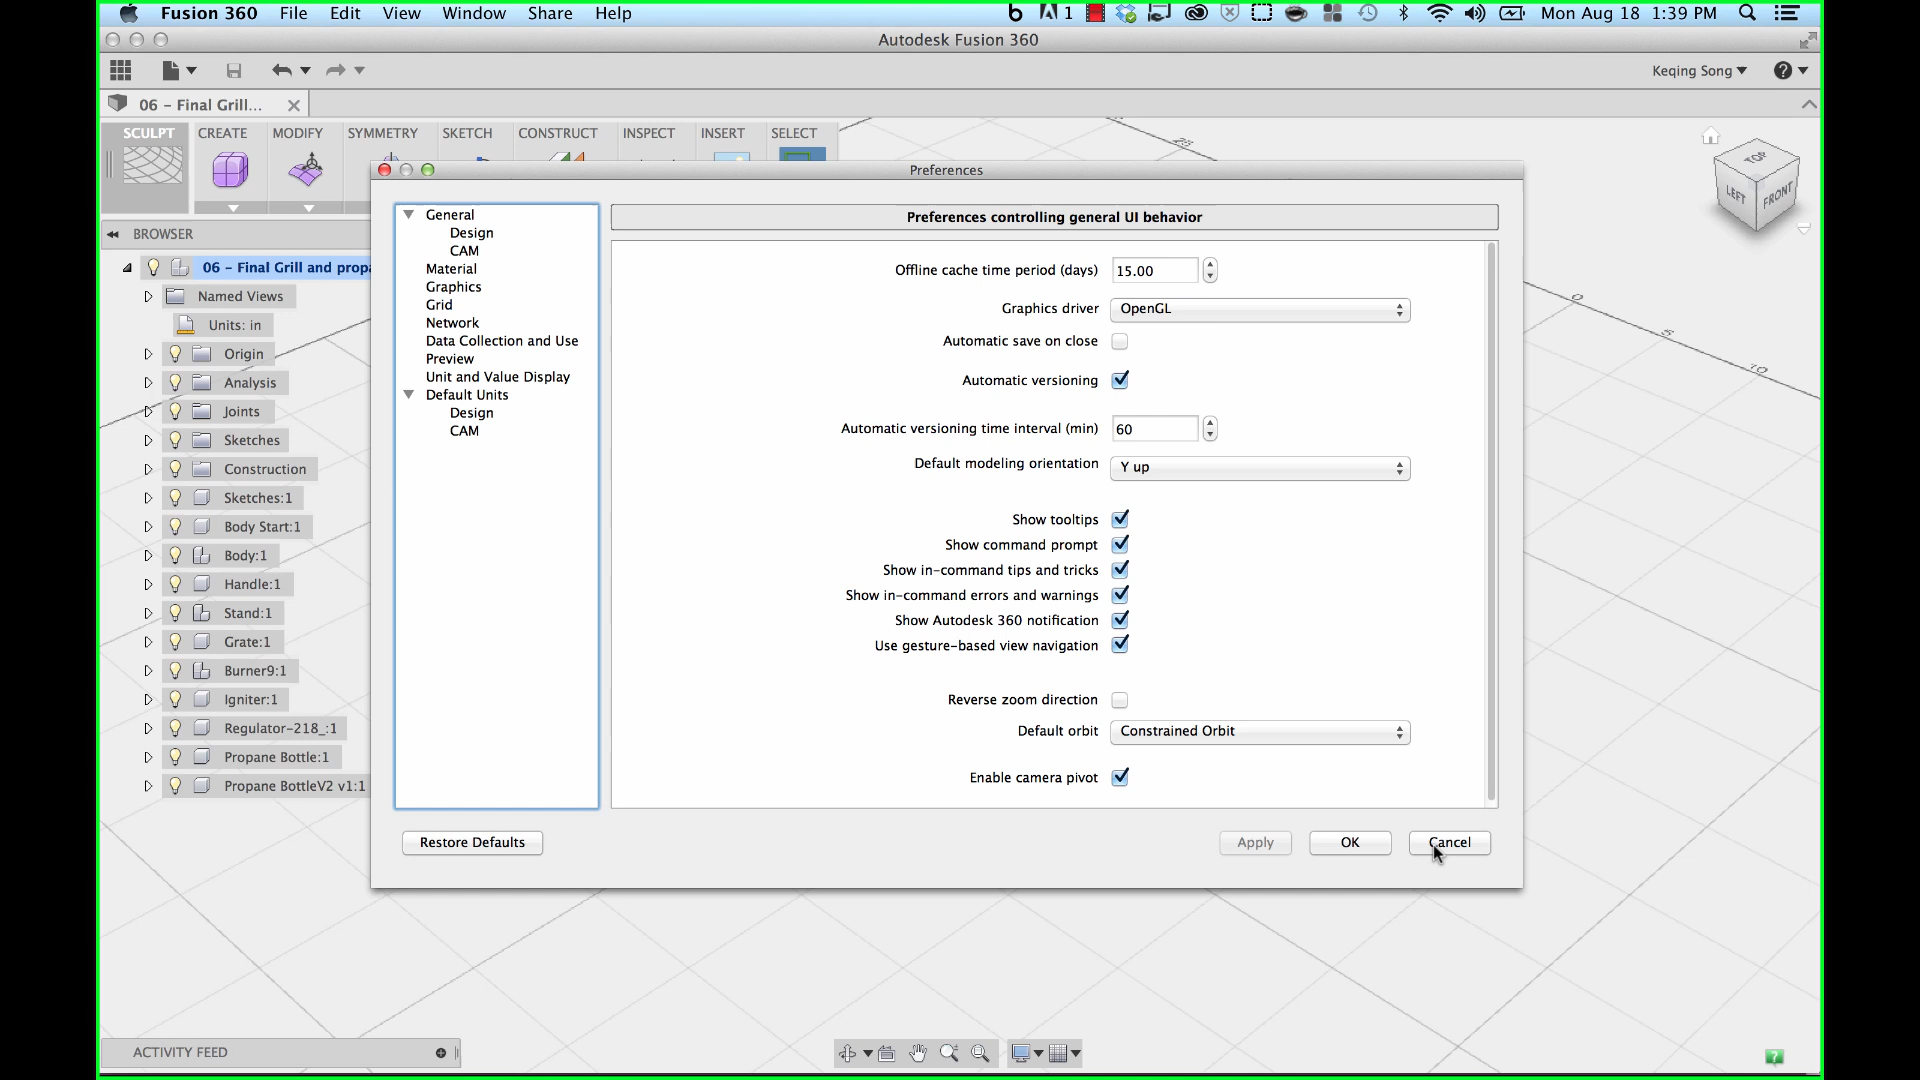 Fusion 360 File Edit View Window Share Help 1 Mon Aug 18 1:39 PM
Autodesk Fusion 360
Keqing Song ?
06 – Final Grill...
SCULPT CREATE MODIFY SYMMETRY SKETCH CONSTRUCT INSPECT INSERT SELECT
25
TOP
LEFT FRONT
Preferences
BROWSER
06 – Final Grill and propa
Named Views
Units: in
Origin
Analysis
Joints
Sketches
Construction
Sketches:1
Body Start:1
Body:1
Handle:1
Stand:1
Grate:1
Burner9:1
Igniter:1
Regulator-218_:1
Propane Bottle:1
Propane BottleV2 v1:1
General
Design
CAM
Material
Graphics
Grid
Network
Data Collection and Use
Preview
Unit and Value Display
Default Units
Design
CAM
Preferences controlling general UI behavior
Offline cache time period (days) 15.00
Graphics driver OpenGL
Automatic save on close
Automatic versioning
Automatic versioning time interval (min) 60
Default modeling orientation Y up
Show tooltips
Show command prompt
Show in-command tips and tricks
Show in-command errors and warnings
Show Autodesk 360 notification
Use gesture-based view navigation
Reverse zoom direction
Default orbit Constrained Orbit
Enable camera pivot
Restore Defaults Apply OK Cancel
0
5
10
ACTIVITY FEED
?